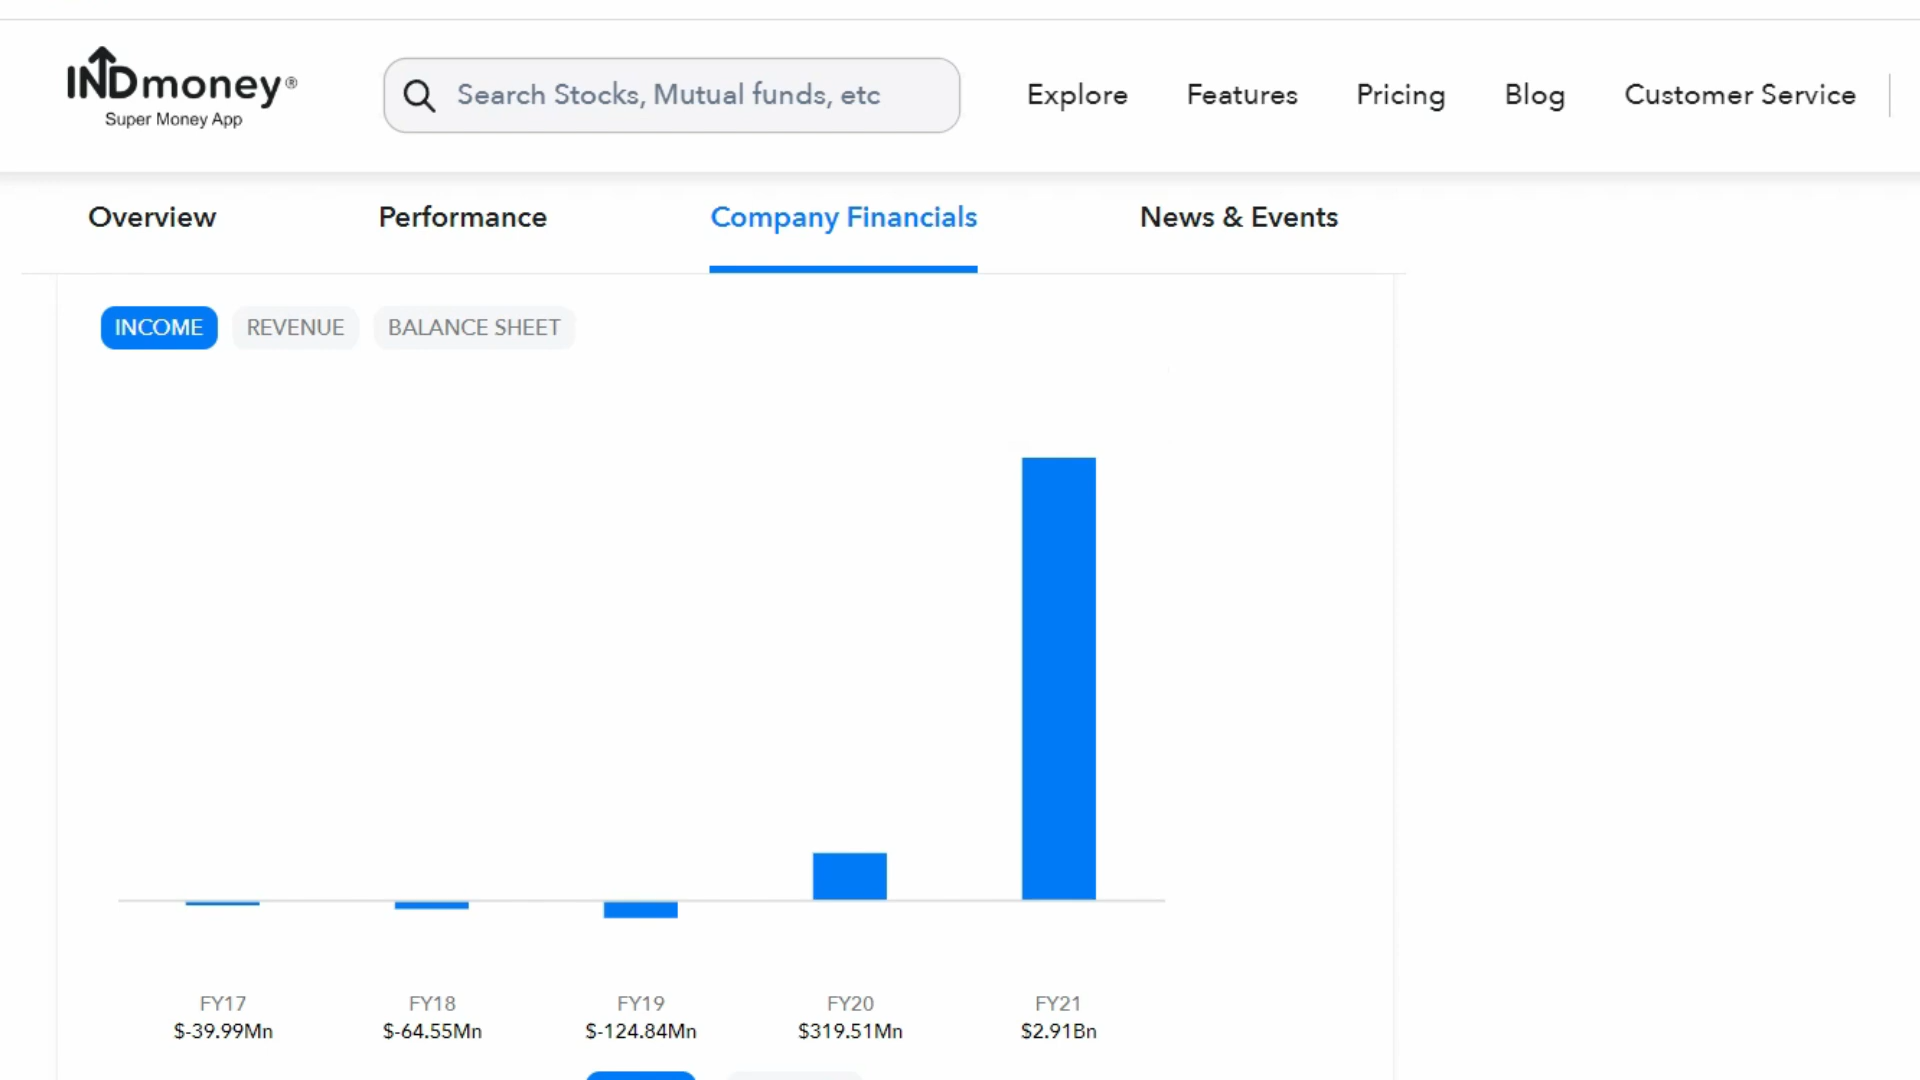 INDmoney®
Super Money App
Search Stocks, Mutual funds, etc
Explore
Features
Pricing
Blog
Customer Service
Overview
Performance
Company Financials
News & Events
INCOME
REVENUE
BALANCE SHEET
FY17
FY18
FY19
FY20
FY21
$-39.99Mn
$-64.55Mn
$-124.84Mn
$319.51Mn
$2.91Bn